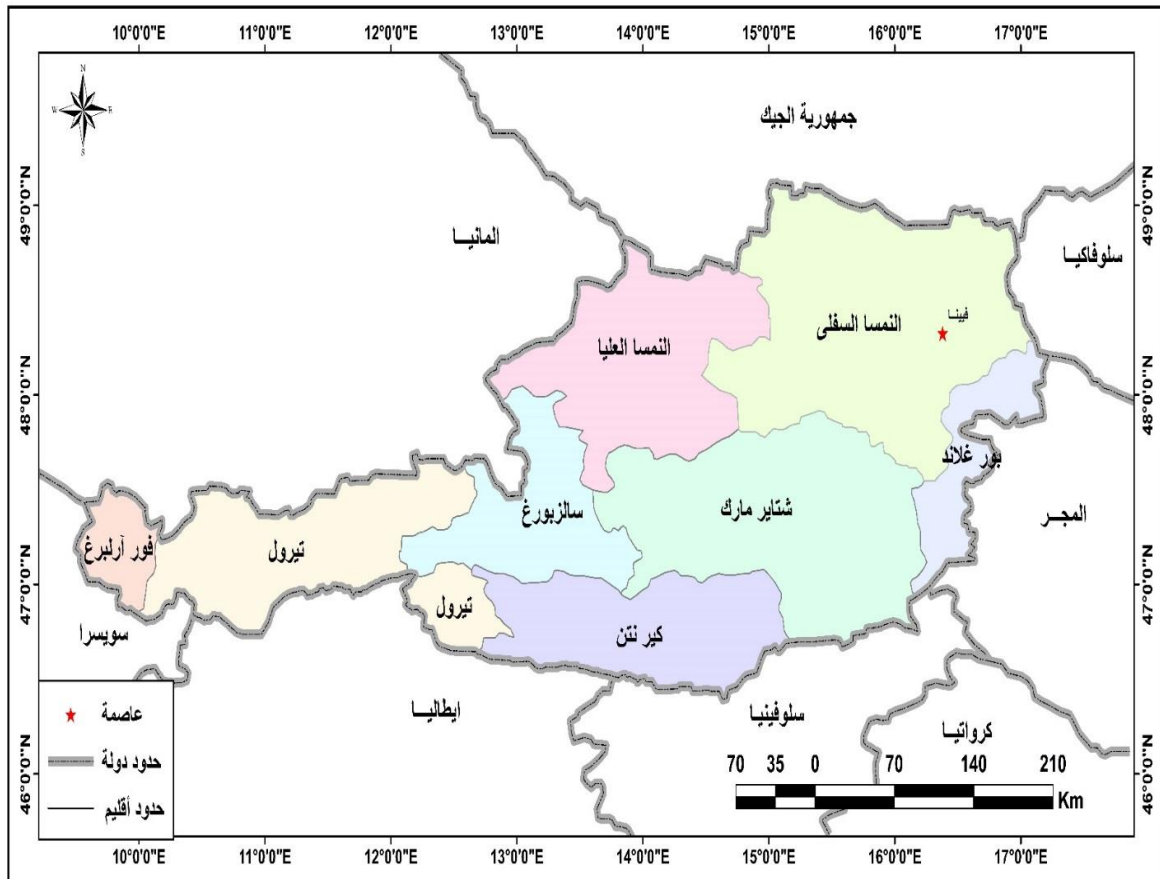 10°0'0"E 11°0'0"E 12°0'0"E 13°0'0"E 14°0'0"E 15°0'0"E 16°0'0"E 17°0'0"E
N
W E
S
جمهورية الجيك
49°0'0"N
49°0'0"N
المانيـــا
سلوفاكيـا
فيينـا
النمسا السفلى
النمسا العليا
48°0'0"N
48°0'0"N
بور غلاند
شتاير مارك
سالزبورغ
المجـر
فور آرلبرغ
تيرول
47°0'0"N
47°0'0"N
تيرول
كير نتن
سويسرا
ايطاليــا
سلوفينيـا
كرواتيـا
46°0'0"N
46°0'0"N
عاصمة
حدود دولة
حدود أقليم
70 35 0 70 140 210
Km
10°0'0"E 11°0'0"E 12°0'0"E 13°0'0"E 14°0'0"E 15°0'0"E 16°0'0"E 17°0'0"E